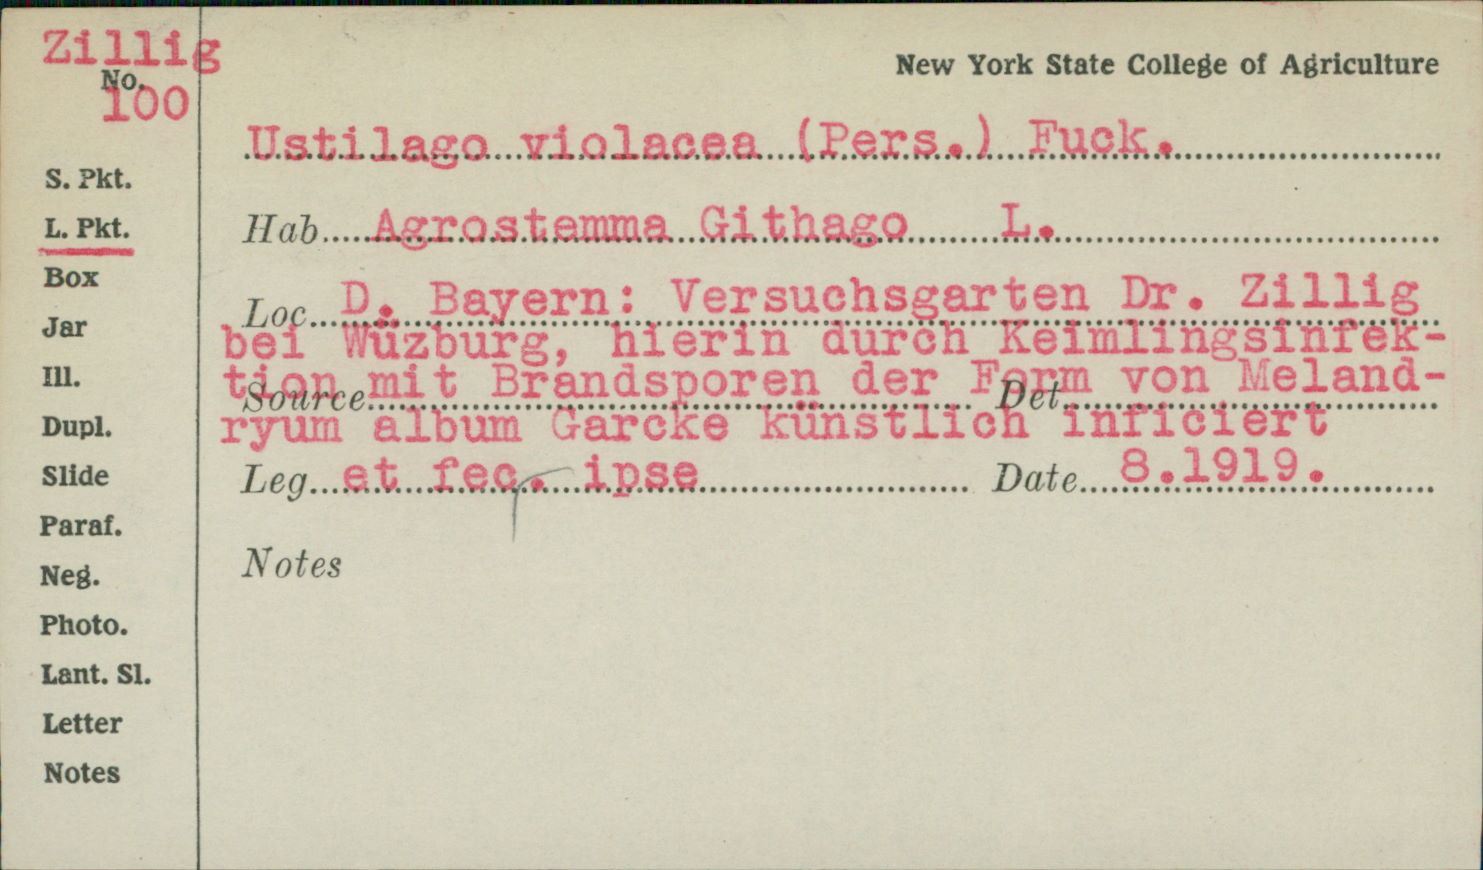 Zillig
No.
100
New York State College of Agriculture
Ustilago violacea (Pers.) Fuck.
S. Pkt.
L. Pkt.
Box
Jar
Ill.
Dupl.
Slide
Paraf.
Neg.
Photo.
Lant. Sl.
Letter
Notes
Hab. Agrostemma Githago L.
Loc. D. Bayern: Versuchsgarten Dr. Zillig
bei Wüzburg, hierin durch Keimlingsinfek-
tion mit Brandsporen der Form von Meland-
Source Det.
ryum album Garcke künstlich inficiert
Leg. et fec. ipse Date 8.1919.
Notes